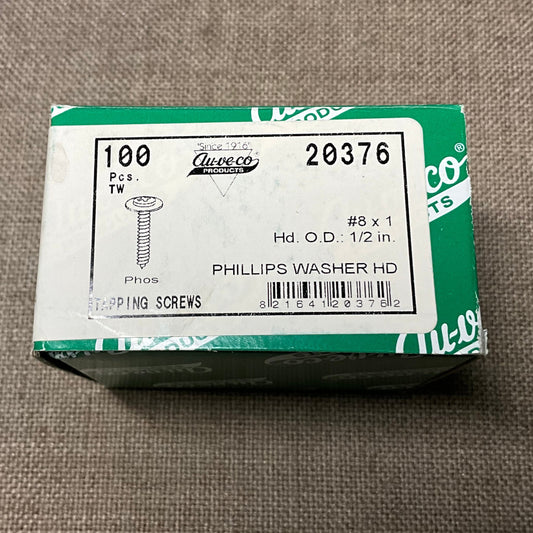 100
Pcs.
TW
"Since 1916"
Au-ve-co
PRODUCTS
20376
#8 x 1
Hd. O.D.: 1/2 in.
Phos
PHILLIPS WASHER HD
TAPPING SCREWS
8 21641 20376 2